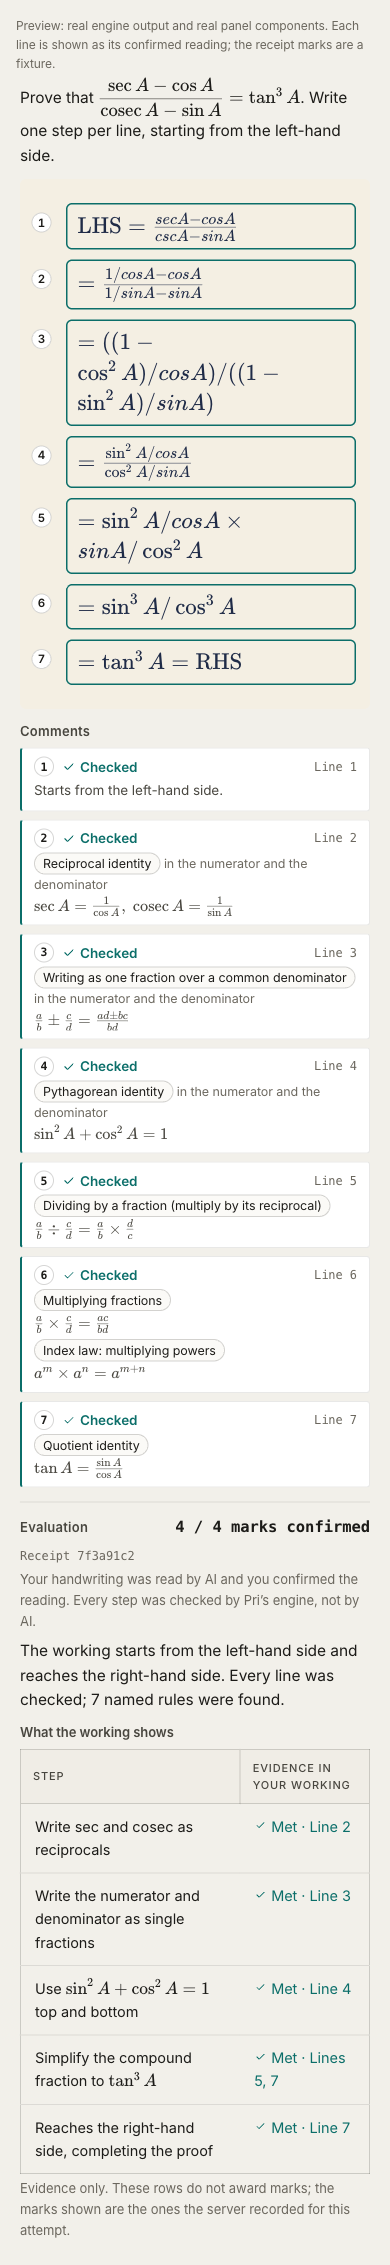 Preview: real engine output and real panel components. Each
line is shown as its confirmed reading; the receipt marks are a
fixture.
Prove that (sec A − cos A)/(cosec A − sin A) = tan³ A. Write
one step per line, starting from the left-hand
side.
1 LHS = (secA−cosA)/(cscA−sinA)
2 = (1/cosA−cosA)/(1/sinA−sinA)
3 = ((1 −
cos² A)/cosA)/((1 −
sin² A)/sinA)
4 = (sin² A/cosA)/(cos² A/sinA)
5 = sin² A/cosA ×
sinA/ cos² A
6 = sin³ A/ cos³ A
7 = tan³ A = RHS
Comments
1 ✓ Checked Line 1
Starts from the left-hand side.
2 ✓ Checked Line 2
Reciprocal identity in the numerator and the
denominator
sec A = 1/cos A, cosec A = 1/sin A
3 ✓ Checked Line 3
Writing as one fraction over a common denominator
in the numerator and the denominator
a/b ± c/d = (ad±bc)/bd
4 ✓ Checked Line 4
Pythagorean identity in the numerator and the
denominator
sin² A + cos² A = 1
5 ✓ Checked Line 5
Dividing by a fraction (multiply by its reciprocal)
a/b ÷ c/d = a/b × d/c
6 ✓ Checked Line 6
Multiplying fractions
a/b × c/d = ac/bd
Index law: multiplying powers
aᵐ × aⁿ = aᵐ⁺ⁿ
7 ✓ Checked Line 7
Quotient identity
tan A = sin A/cos A
Evaluation 4 / 4 marks confirmed
Receipt 7f3a91c2
Your handwriting was read by AI and you confirmed the
reading. Every step was checked by Pri’s engine, not by
AI.
The working starts from the left-hand side and
reaches the right-hand side. Every line was
checked; 7 named rules were found.
What the working shows
STEP EVIDENCE IN
YOUR WORKING
Write sec and cosec as ✓ Met · Line 2
reciprocals
Write the numerator and ✓ Met · Line 3
denominator as single
fractions
Use sin² A + cos² A = 1 ✓ Met · Line 4
top and bottom
Simplify the compound ✓ Met · Lines
fraction to tan³ A 5, 7
Reaches the right-hand ✓ Met · Line 7
side, completing the proof
Evidence only. These rows do not award marks; the
marks shown are the ones the server recorded for this
attempt.